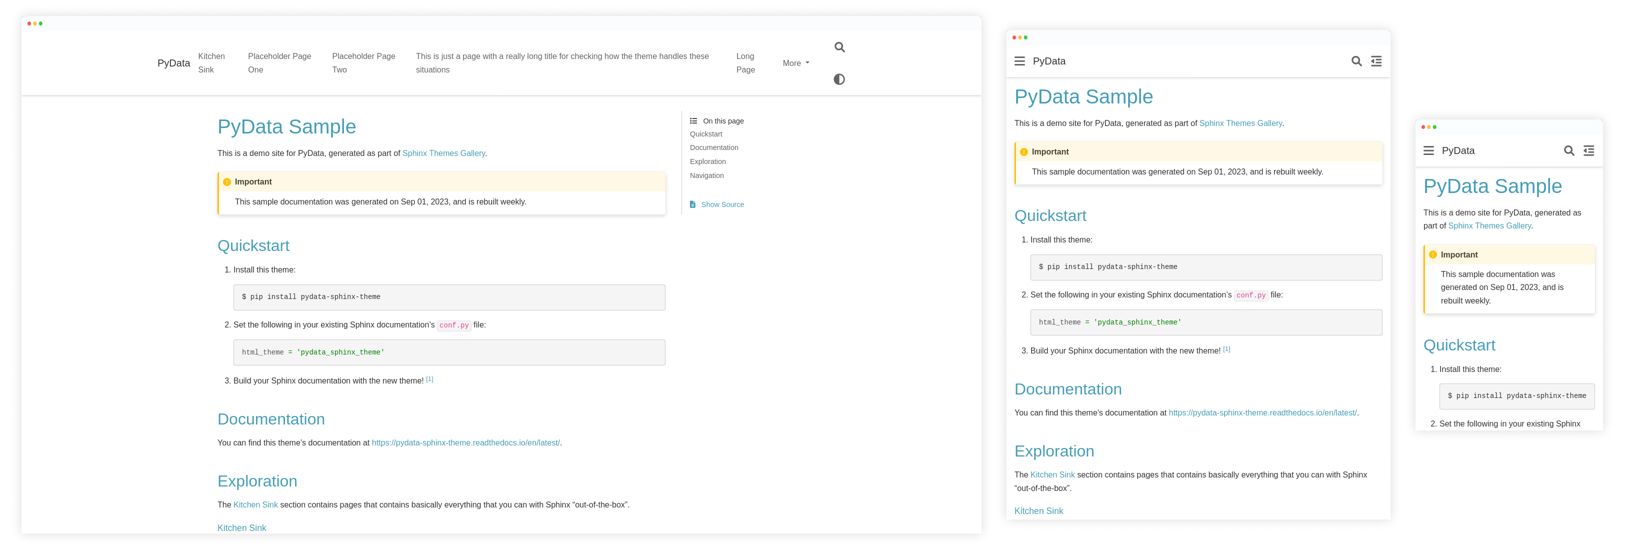 PyData
Kitchen
Sink
Placeholder Page
One
Placeholder Page
Two
This is just a page with a really long title for checking how the theme handles these
situations
Long
Page
More
PyData Sample
This is a demo site for PyData, generated as part of Sphinx Themes Gallery.
Important
This sample documentation was generated on Sep 01, 2023, and is rebuilt weekly.
Quickstart
1. Install this theme:
$ pip install pydata-sphinx-theme
2. Set the following in your existing Sphinx documentation’s conf.py file:
html_theme = 'pydata_sphinx_theme'
3. Build your Sphinx documentation with the new theme! [1]
Documentation
You can find this theme’s documentation at https://pydata-sphinx-theme.readthedocs.io/en/latest/.
Exploration
The Kitchen Sink section contains pages that contains basically everything that you can with Sphinx “out-of-the-box”.
Kitchen Sink
On this page
Quickstart
Documentation
Exploration
Navigation
Show Source
PyData
PyData Sample
This is a demo site for PyData, generated as part of Sphinx Themes Gallery.
Important
This sample documentation was generated on Sep 01, 2023, and is rebuilt weekly.
Quickstart
1. Install this theme:
$ pip install pydata-sphinx-theme
2. Set the following in your existing Sphinx documentation’s conf.py file:
html_theme = 'pydata_sphinx_theme'
3. Build your Sphinx documentation with the new theme! [1]
Documentation
You can find this theme’s documentation at https://pydata-sphinx-theme.readthedocs.io/en/latest/.
Exploration
The Kitchen Sink section contains pages that contains basically everything that you can with Sphinx
“out-of-the-box”.
Kitchen Sink
PyData
PyData Sample
This is a demo site for PyData, generated as
part of Sphinx Themes Gallery.
Important
This sample documentation was
generated on Sep 01, 2023, and is
rebuilt weekly.
Quickstart
1. Install this theme:
$ pip install pydata-sphinx-theme
2. Set the following in your existing Sphinx